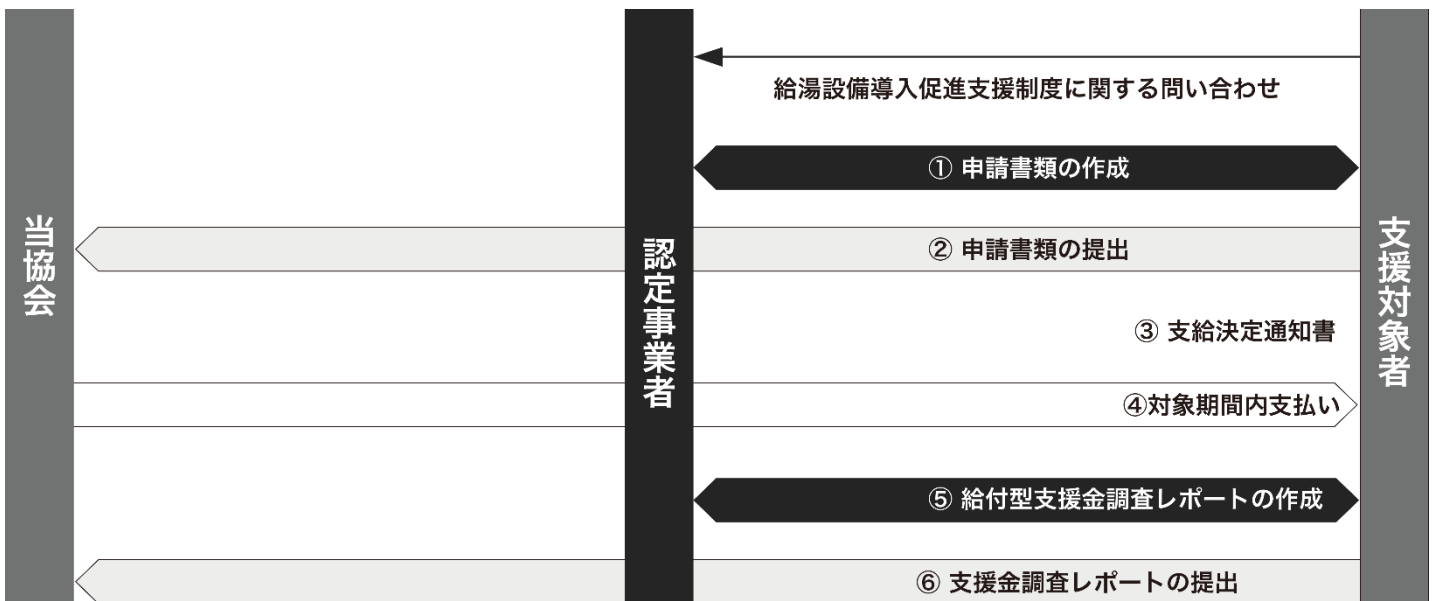 給湯設備導入促進支援制度に関する問い合わせ
① 申請書類の作成
② 申請書類の提出
③ 支給決定通知書
④対象期間内支払い
⑤ 給付型支援金調査レポートの作成
⑥ 支援金調査レポートの提出
当協会
認定事業者
支援対象者